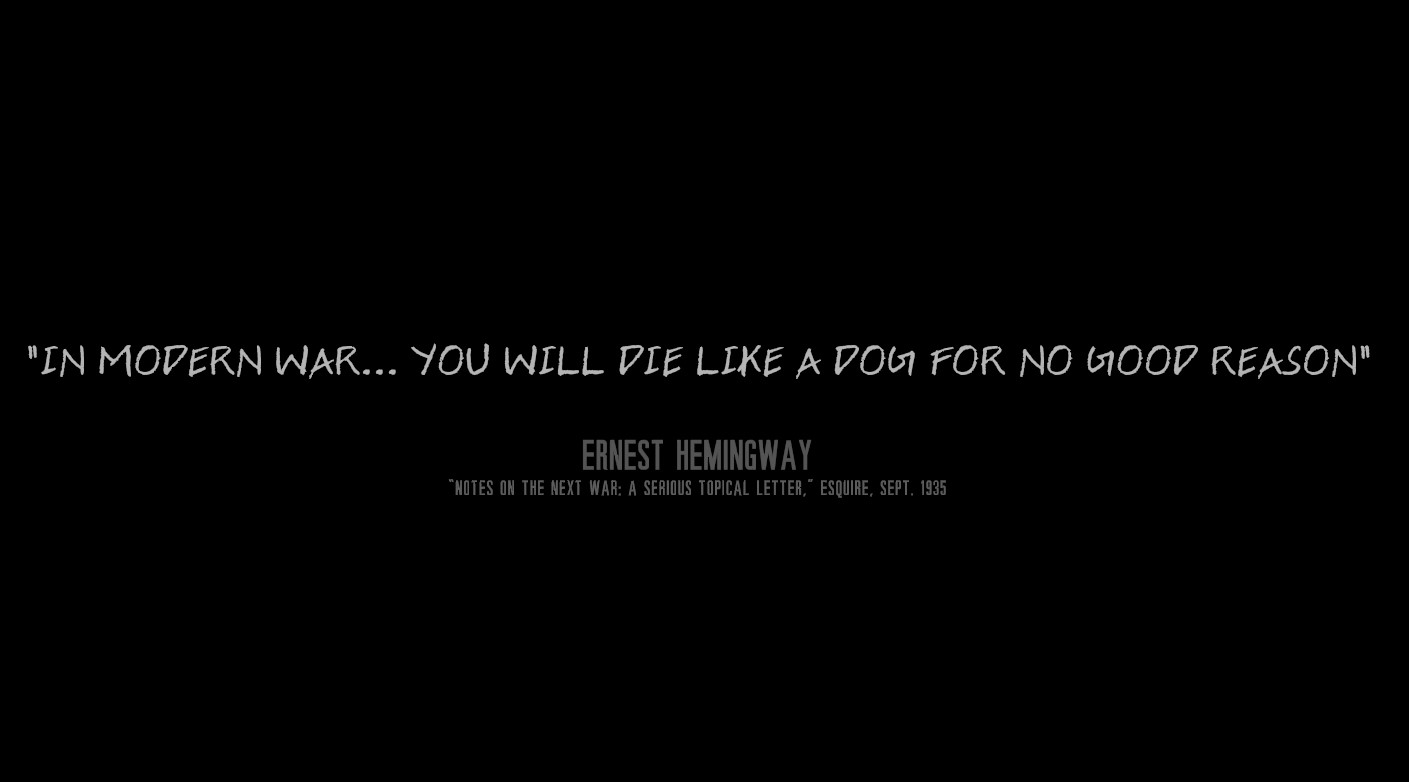 "IN MODERN WAR... YOU WILL DIE LIKE A DOG FOR NO GOOD REASON"
ERNEST HEMINGWAY
"NOTES ON THE NEXT WAR: A SERIOUS TOPICAL LETTER," ESQUIRE, SEPT. 1935